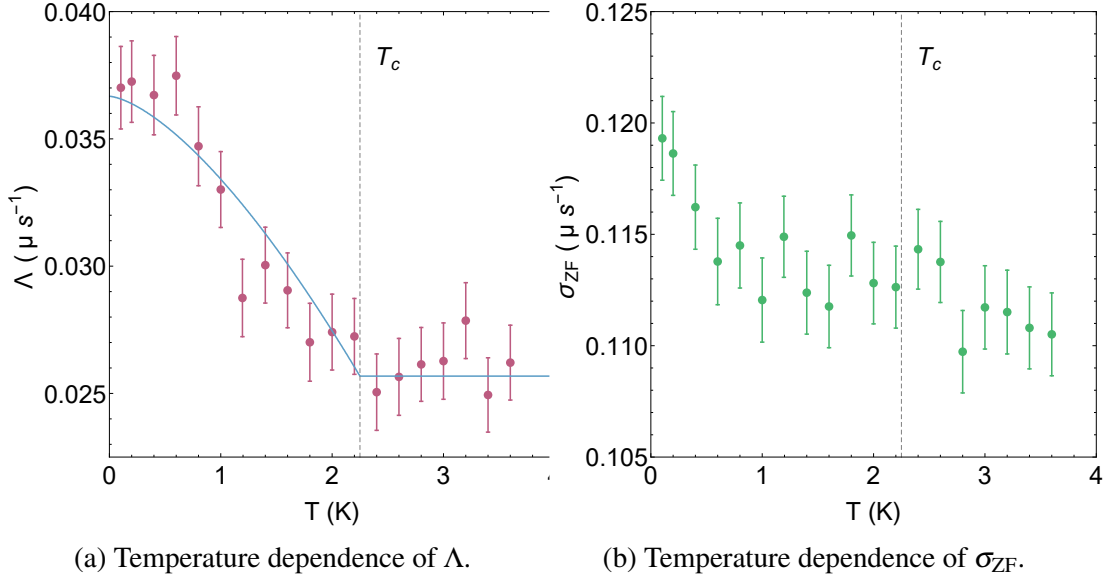 0.040
0.035
0.030
0.025
Λ ( μ s⁻¹)
T_c
0 1 2 3
T (K)
0.125
0.120
0.115
0.110
0.105
σ_ZF ( μ s⁻¹)
T_c
0 1 2 3 4
T (K)
(a) Temperature dependence of Λ.
(b) Temperature dependence of σ_ZF.